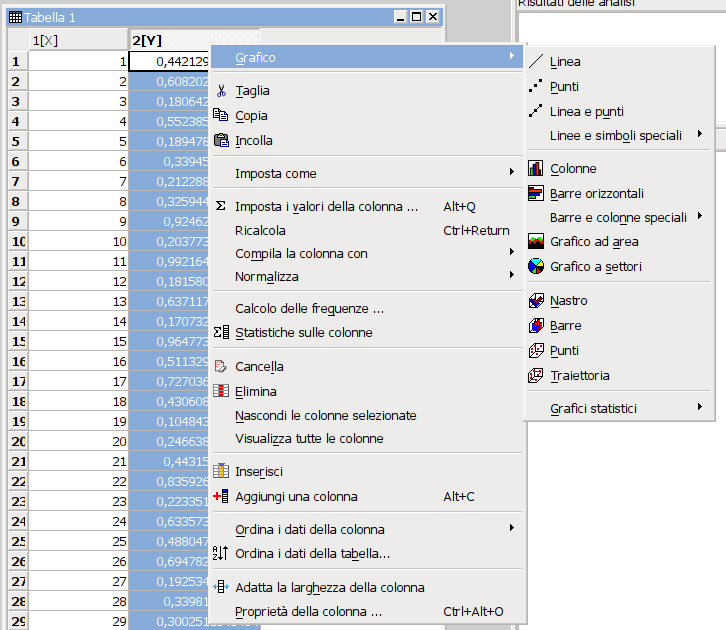 Tabella 1
Risultati delle analisi
1[X] 2[Y]
1 1 0,442129
2 2 0,608202
3 3 0,180642
4 4 0,552385
5 5 0,189478
6 6 0,33945
7 7 0,212288
8 8 0,325944
9 9 0,92462
10 10 0,203773
11 11 0,992164
12 12 0,181580
13 13 0,637117
14 14 0,170732
15 15 0,964773
16 16 0,511329
17 17 0,727036
18 18 0,430608
19 19 0,104843
20 20 0,246638
21 21 0,44315
22 22 0,835926
23 23 0,223351
24 24 0,633573
25 25 0,488047
26 26 0,694782
27 27 0,192534
28 28 0,33981
29 29 0,300251
Grafico
Taglia
Copia
Incolla
Imposta come
Imposta i valori della colonna ... Alt+Q
Ricalcola Ctrl+Return
Compila la colonna con
Normalizza
Calcolo delle frequenze ...
Statistiche sulle colonne
Cancella
Elimina
Nascondi le colonne selezionate
Visualizza tutte le colonne
Inserisci
Aggiungi una colonna Alt+C
Ordina i dati della colonna
Ordina i dati della tabella...
Adatta la larghezza della colonna
Proprietà della colonna ... Ctrl+Alt+O
Linea
Punti
Linea e punti
Linee e simboli speciali
Colonne
Barre orizzontali
Barre e colonne speciali
Grafico ad area
Grafico a settori
Nastro
Barre
Punti
Traiettoria
Grafici statistici